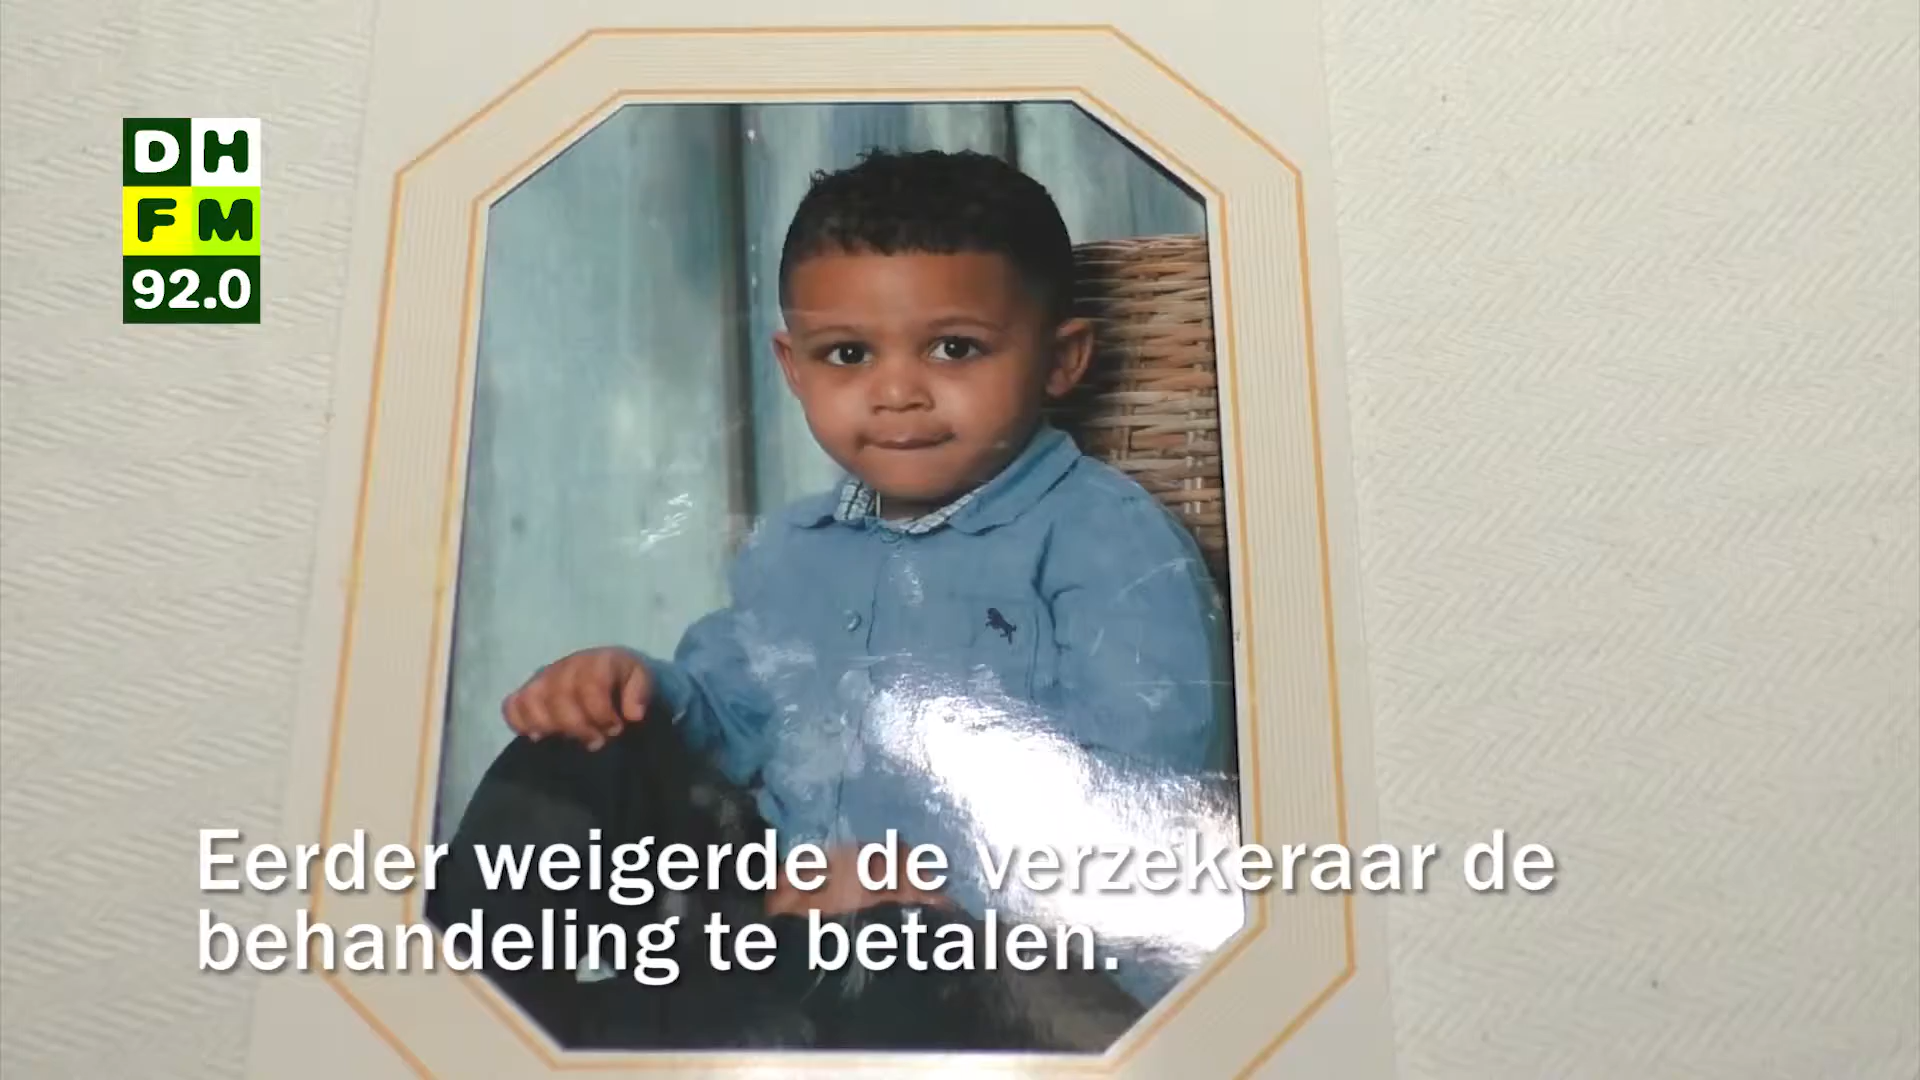 DH
FM
92.0
Eerder weigerde de verzekeraar de
behandeling te betalen.